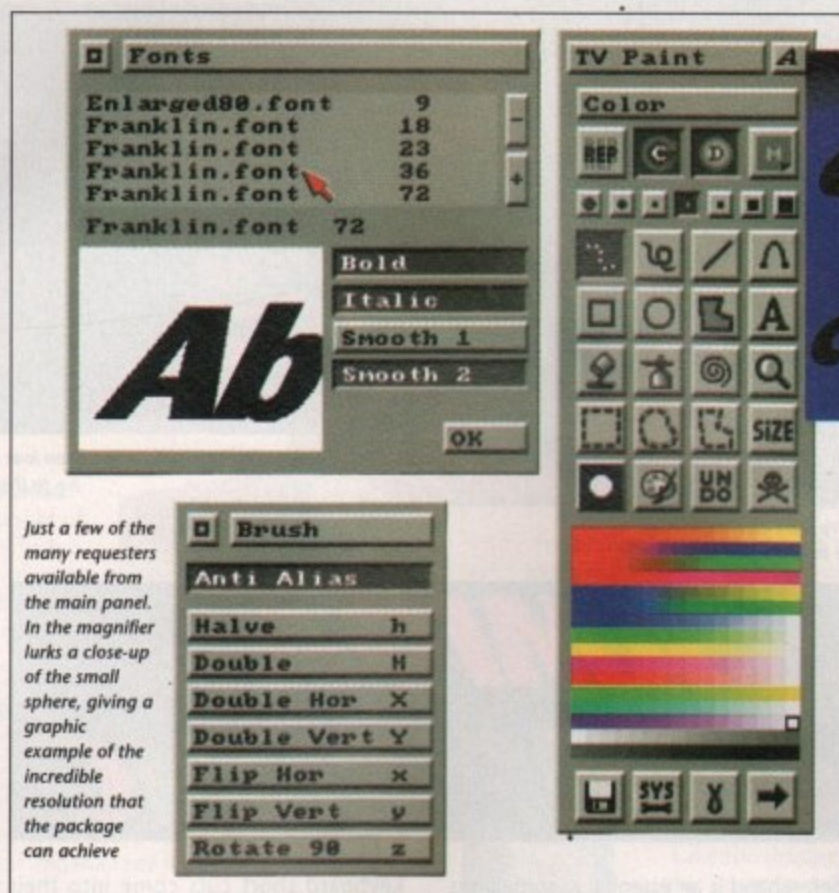 Fonts
Enlarged80.font 9
Franklin.font 18
Franklin.font 23
Franklin.font 36
Franklin.font 72
-
+
Franklin.font 72
Ab
Bold
Italic
Smooth 1
Smooth 2
OK
TV Paint A
Color
REP C D M
A
SIZE
UN
DO
SYS
Just a few of the
many requesters
available from
the main panel.
In the magnifier
lurks a close-up
of the small
sphere, giving a
graphic
example of the
incredible
resolution that
the package
can achieve
Brush
Anti Alias
Halve h
Double H
Double Hor X
Double Vert Y
Flip Hor x
Flip Vert y
Rotate 90 z